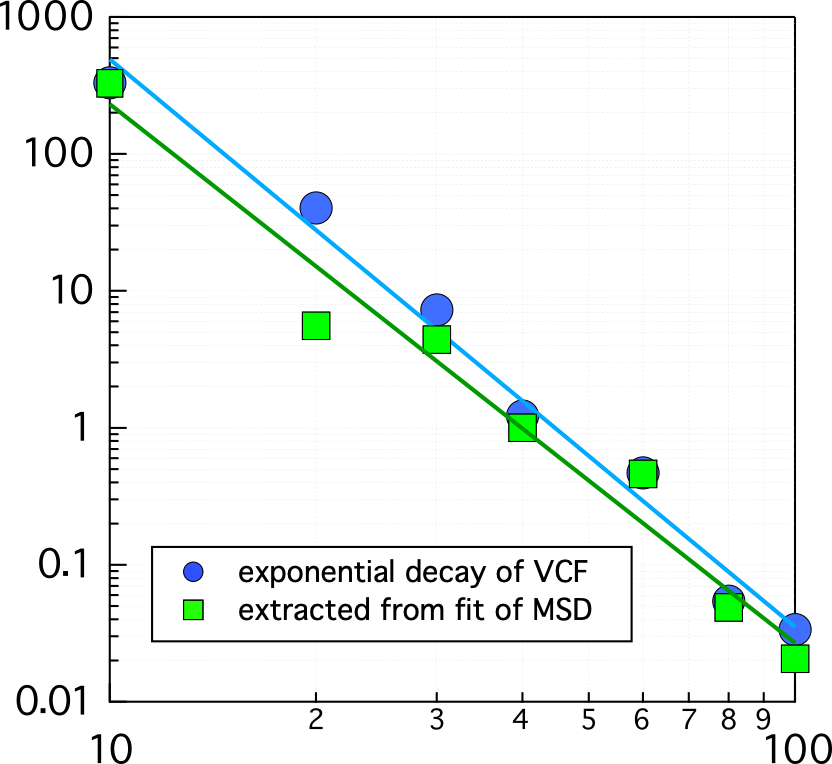 1000
100
10
1
0.1
0.01
exponential decay of VCF
extracted from fit of MSD
2 3 4 5 6 7 8 9
10 100